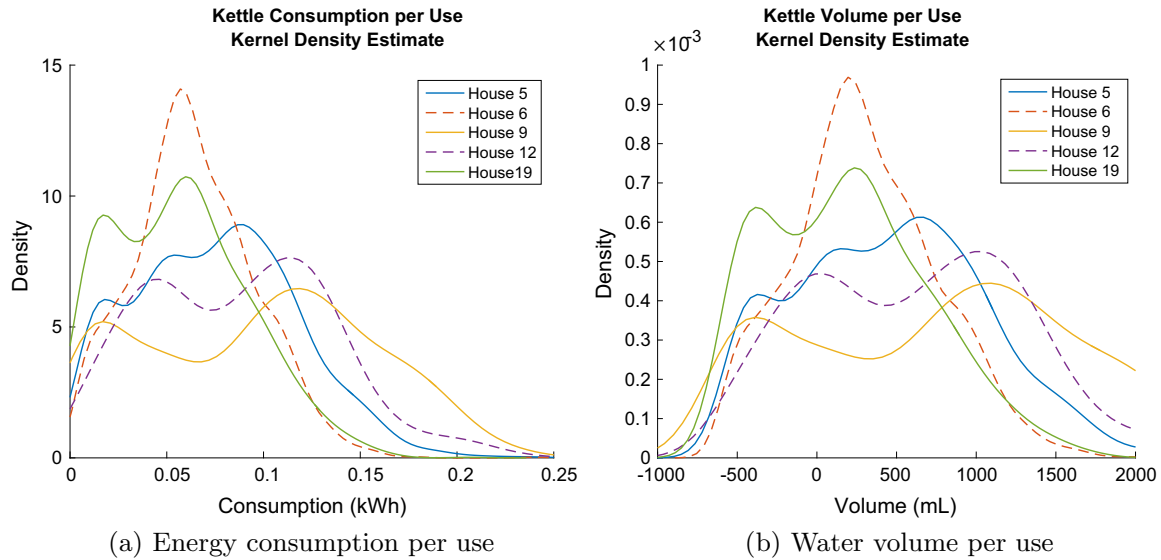 Kettle Consumption per Use
Kernel Density Estimate
15
10
5
0
Density
House 5
House 6
House 9
House 12
House19
0
0.05
0.1
0.15
0.2
0.25
Consumption (kWh)
(a) Energy consumption per use
Kettle Volume per Use
Kernel Density Estimate
×10⁻³
1
0.9
0.8
0.7
0.6
0.5
0.4
0.3
0.2
0.1
0
Density
House 5
House 6
House 9
House 12
House 19
-1000
-500
0
500
1000
1500
2000
Volume (mL)
(b) Water volume per use